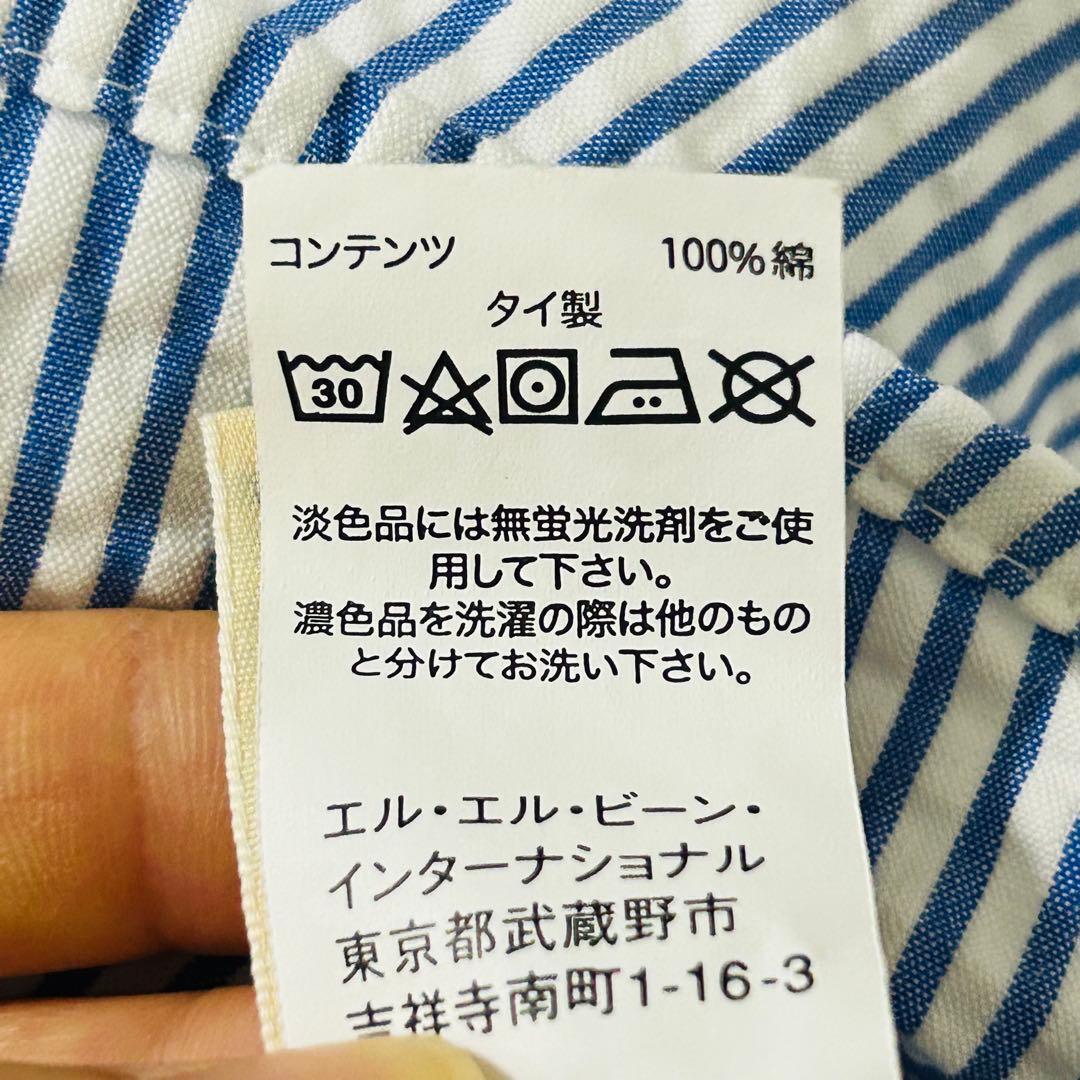 コンテンツ 100%綿
タイ製
30
淡色品には無蛍光洗剤をご使
用して下さい。
濃色品を洗濯の際は他のもの
と分けてお洗い下さい。
エル・エル・ビーン・
インターナショナル
東京都武蔵野市
吉祥寺南町1-16-3